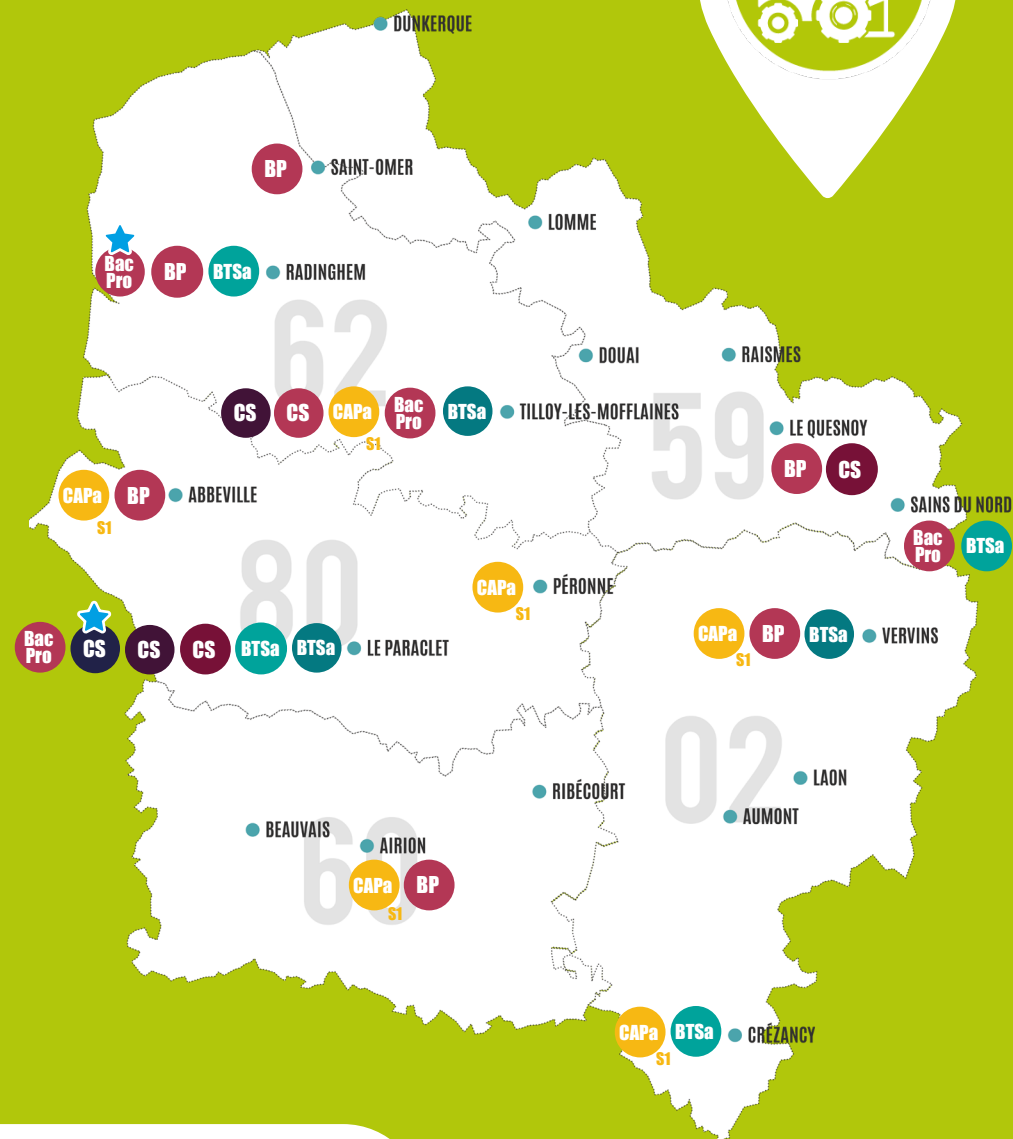 1
DUNKERQUE
BP SAINT-OMER
LOMME
Bac Pro BP BTSa RADINGHEM
62
DOUAI
RAISMES
CS CS CAPa S1 Bac Pro BTSa TILLOY-LES-MOFFLAINES
59
LE QUESNOY
BP CS
CAPa S1 BP ABBEVILLE
SAINS DU NORD
Bac Pro BTSa
80
CAPa S1 PÉRONNE
CAPa S1 BP BTSa VERVINS
Bac Pro CS CS CS BTSa BTSa LE PARACLET
02
LAON
RIBÉCOURT
AUMONT
BEAUVAIS
60
AIRION
CAPa S1 BP
CAPa S1 BTSa CRÉZANCY